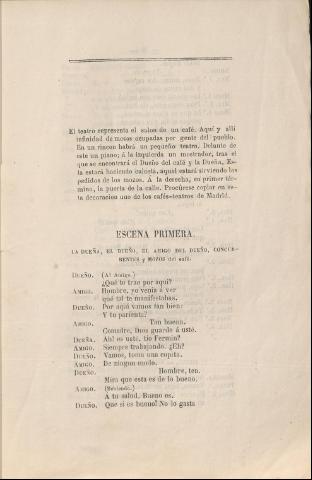 El teatro representa el salon de un café. Aquí y allí
infinidad de mesas ocupadas por gente del pueblo.
En un rincon habrá un pequeño teatro. Delante de
este un piano; á la izquierda un mostrador, tras el
que se encontrará el Dueño del café y la Dueña. Es-
ta estará haciendo calceta, aquel estará sirviendo los
pedidos de los mozos. Á la derecha, en primer tér-
mino, la puerta de la calle. Procúrese copiar en es-
ta decoracion uno de los cafés-teatros de Madrid.
ESCENA PRIMERA.
LA DUEÑA, EL DUEÑO, EL AMIGO DEL DUEÑO, CONCUR-
RENTES y MOZOS del café.
DUEÑO. (Al Amigo.)
¿Qué te trae por aquí?
AMIGO. Hombre, yo venía á ver
qué tal te manifestabas.
DUEÑO. Por aquí vamos tan bien:
Y tu parienta?
AMIGO. Tan buena.
Comadre, Dios guarde á usté.
DUEÑA. Ahí es usté, tio Fermin?
AMIGO. Siempre trabajando. ¿Eh?
DUEÑO. Vamos, toma una copita.
AMIGO. De ningun modo.
DUEÑO. Hombre, ten.
Mira que esta es de lo bueno.
AMIGO. (Bebiendo.)
Á tu salud. Bueno es.
DUEÑO. Que si es bueno! No lo gasta